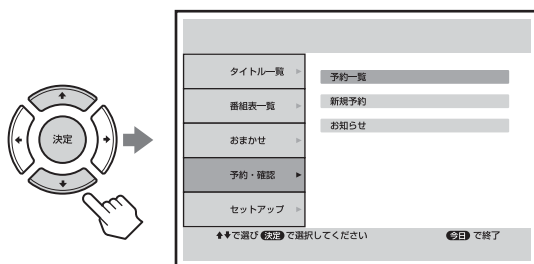 決定
タイトル一覧
番組表一覧
おまかせ
予約・確認
セットアップ
予約一覧
新規予約
お知らせ
で選び 決定 で選択してください
今日 で終了